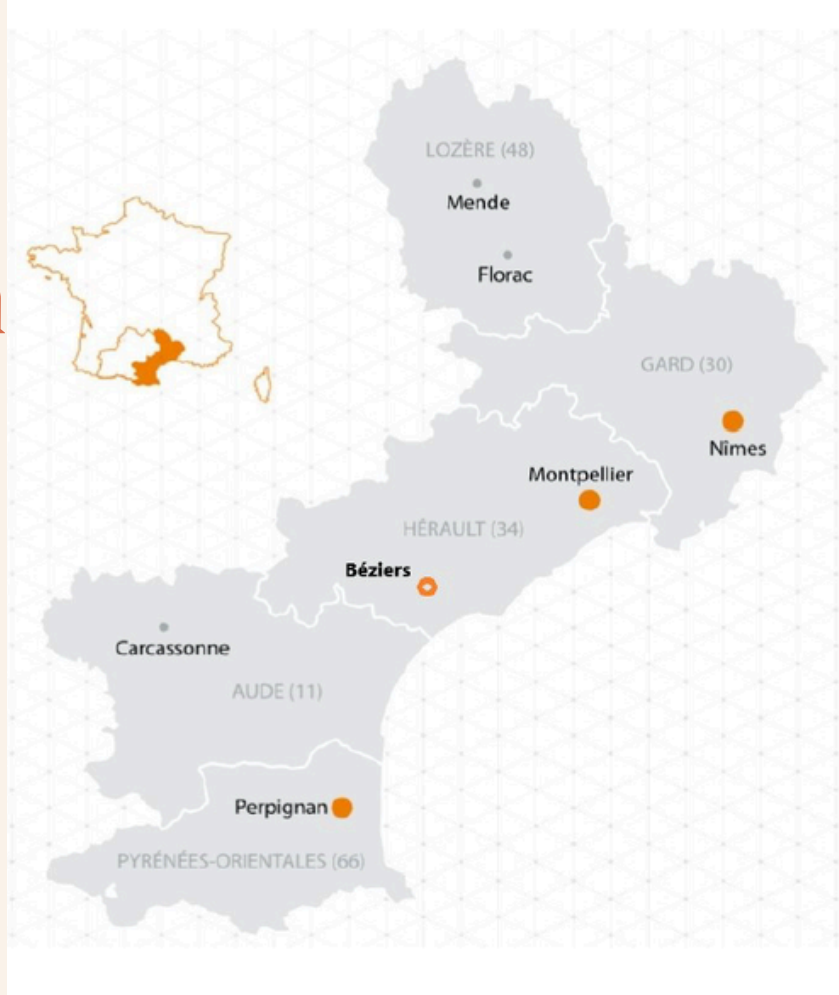 LOZÈRE (48)
Mende
Florac
GARD (30)
Nîmes
Montpellier
HÉRAULT (34)
Béziers
Carcassonne
AUDE (11)
Perpignan
PYRÉNÉES-ORIENTALES (66)